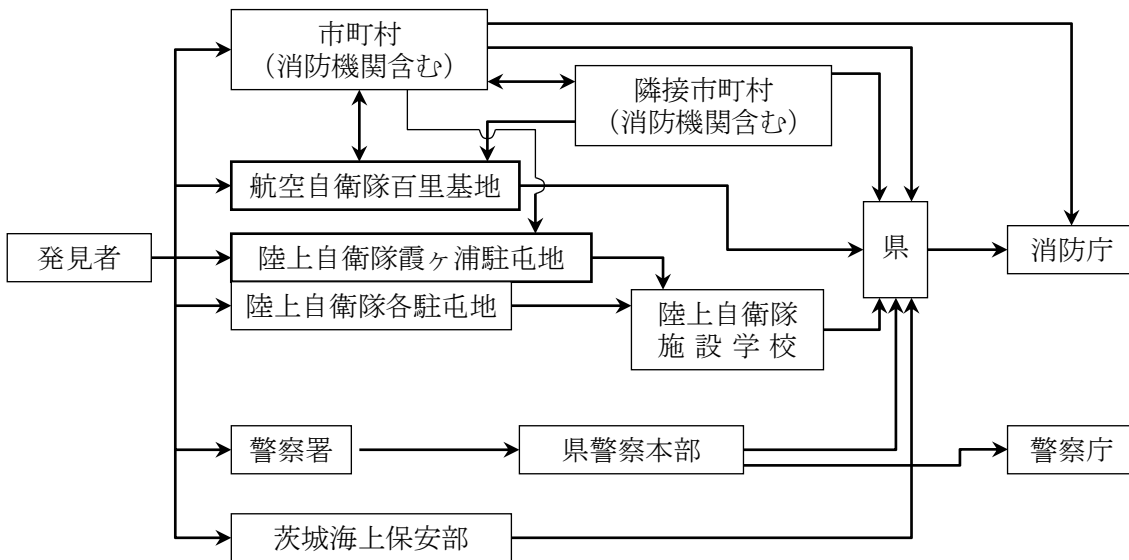 市町村
（消防機関含む）
隣接市町村
（消防機関含む）
航空自衛隊百里基地
発見者
陸上自衛隊霞ヶ浦駐屯地
県
消防庁
陸上自衛隊各駐屯地
陸上自衛隊
施設学校
警察署
県警察本部
警察庁
茨城海上保安部